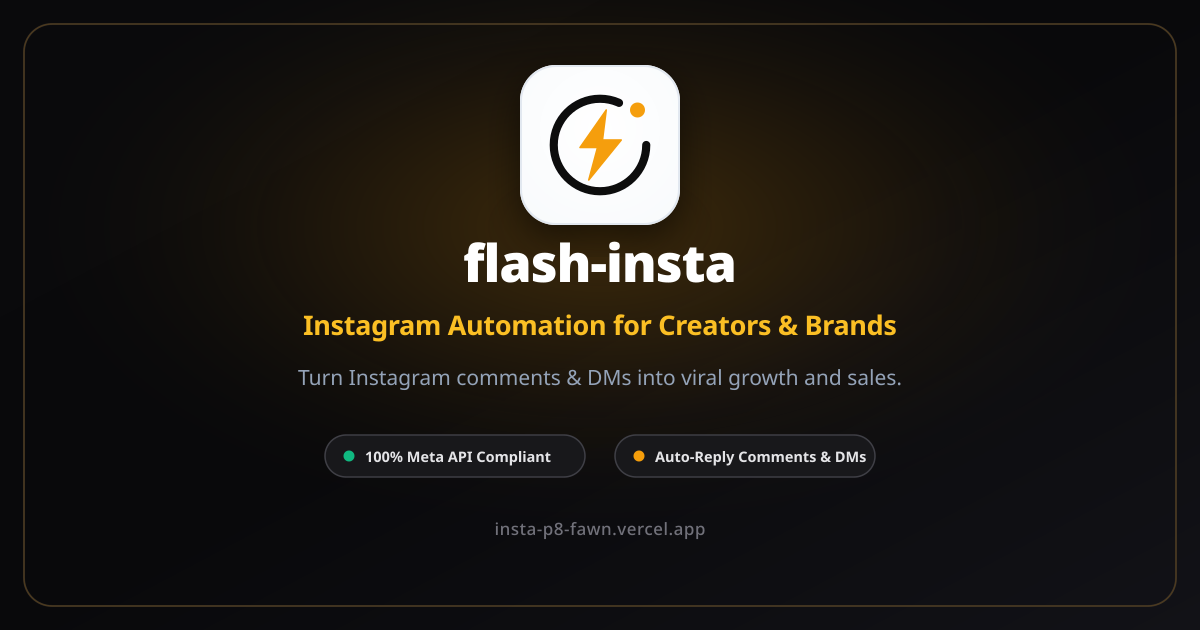 flash-insta
Instagram Automation for Creators & Brands
Turn Instagram comments & DMs into viral growth and sales.
100% Meta API Compliant
Auto-Reply Comments & DMs
insta-p8-fawn.vercel.app